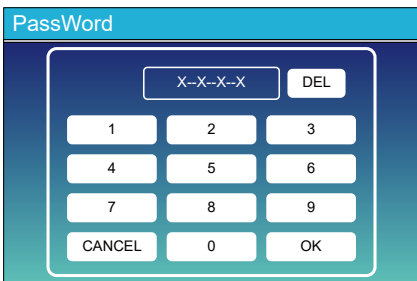 PassWord
X--X--X--X DEL
1 2 3
4 5 6
7 8 9
CANCEL 0 OK